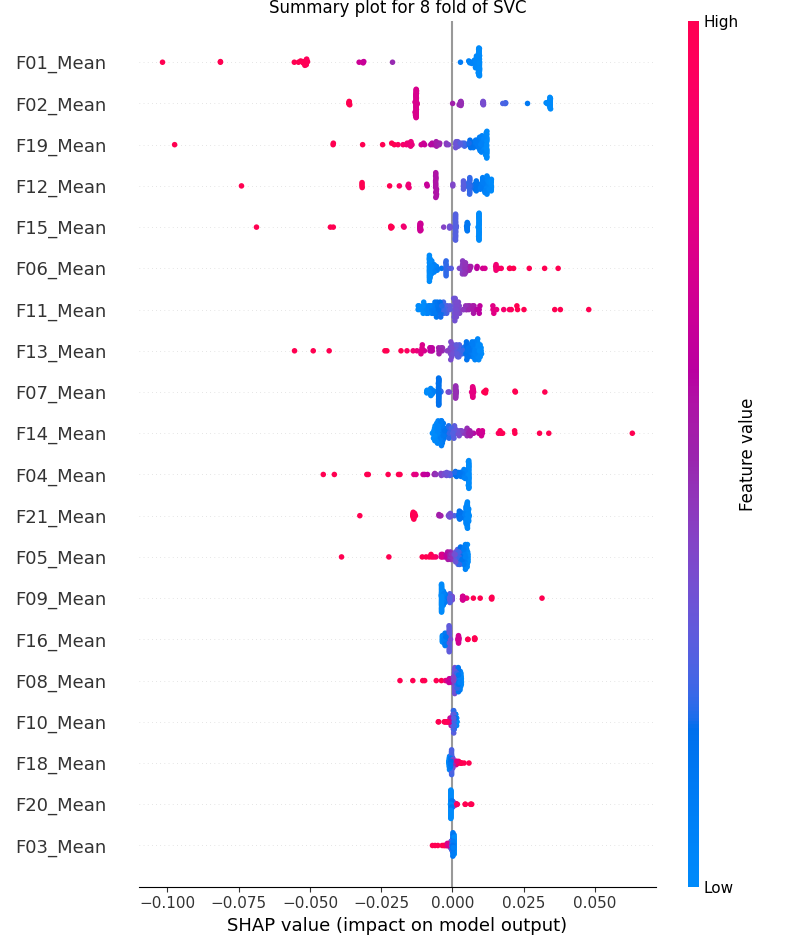 Summary plot for 8 fold of SVC
High
F01_Mean
F02_Mean
F19_Mean
F12_Mean
F15_Mean
F06_Mean
F11_Mean
F13_Mean
F07_Mean
F14_Mean
F04_Mean
F21_Mean
F05_Mean
F09_Mean
F16_Mean
F08_Mean
F10_Mean
F18_Mean
F20_Mean
F03_Mean
Feature value
Low
−0.100 −0.075 −0.050 −0.025 0.000 0.025 0.050
SHAP value (impact on model output)